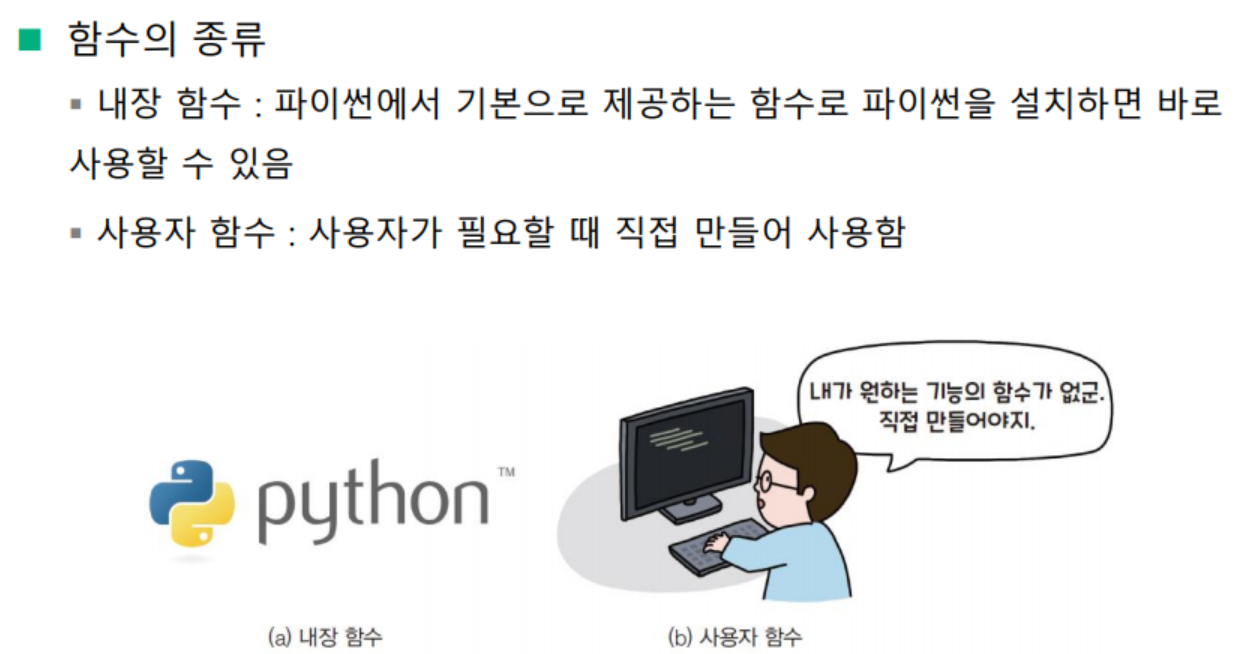 함수의 종류
내장 함수 : 파이썬에서 기본으로 제공하는 함수로 파이썬을 설치하면 바로
사용할 수 있음
사용자 함수 : 사용자가 필요할 때 직접 만들어 사용함
내가 원하는 기능의 함수가 없군.
직접 만들어야지.
python™
(a) 내장 함수
(b) 사용자 함수